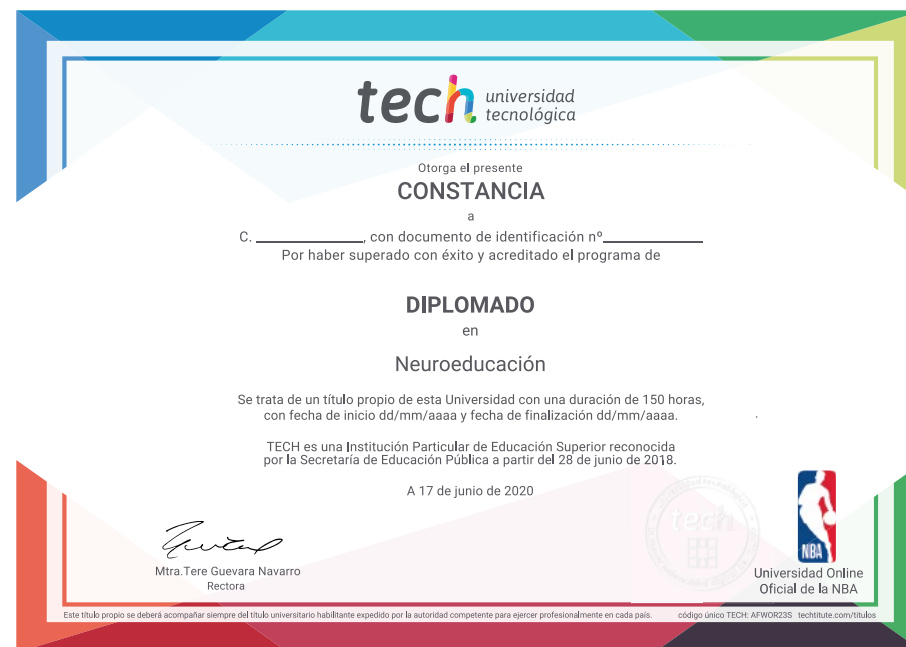 tech universidad
tecnológica
Otorga el presente
CONSTANCIA
a
C. ____________, con documento de identificación nº____________
Por haber superado con éxito y acreditado el programa de
DIPLOMADO
en
Neuroeducación
Se trata de un título propio de esta Universidad con una duración de 150 horas,
con fecha de inicio dd/mm/aaaa y fecha de finalización dd/mm/aaaa.
TECH es una Institución Particular de Educación Superior reconocida
por la Secretaría de Educación Pública a partir del 28 de junio de 2018.
A 17 de junio de 2020
tech
NBA
Mtra.Tere Guevara Navarro
Rectora
Universidad Online
Oficial de la NBA
Este título propio se deberá acompañar siempre del título universitario habilitante expedido por la autoridad competente para ejercer profesionalmente en cada país.
código único TECH: AFWOR23S techtitute.com/titulos